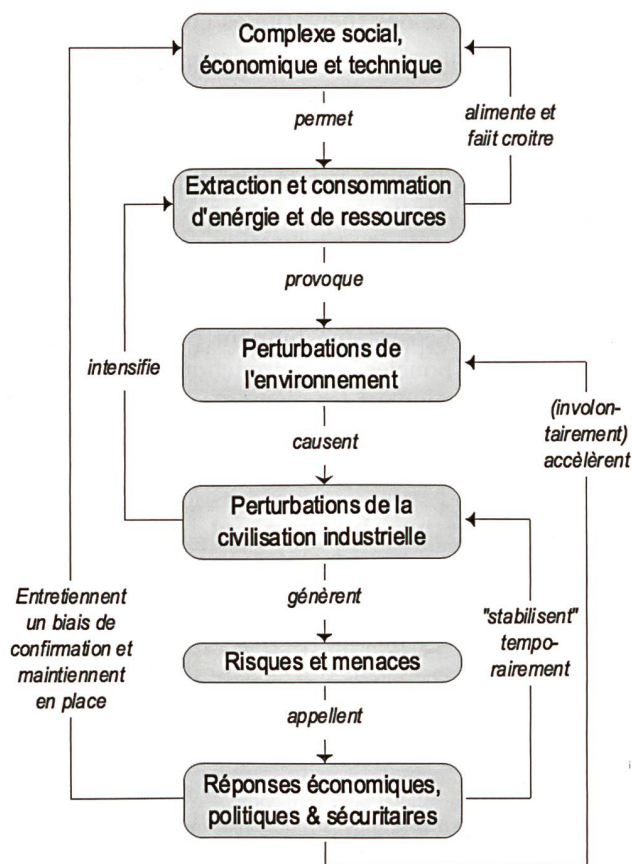 Complexe social,
économique et technique
permet
alimente et
faiit croitre
Extraction et consommation
d'enérgie et de ressources
provoque
Perturbations de
l'environnement
intensifie
(involon-
tairement)
accèlèrent
causent
Perturbations de la
civilisation industrielle
Entretiennent
un biais de
confirmation et
maintiennent
en place
génèrent
"stabilisent"
tempo-
rairement
Risques et menaces
appellent
Réponses économiques,
politiques & sécuritaires